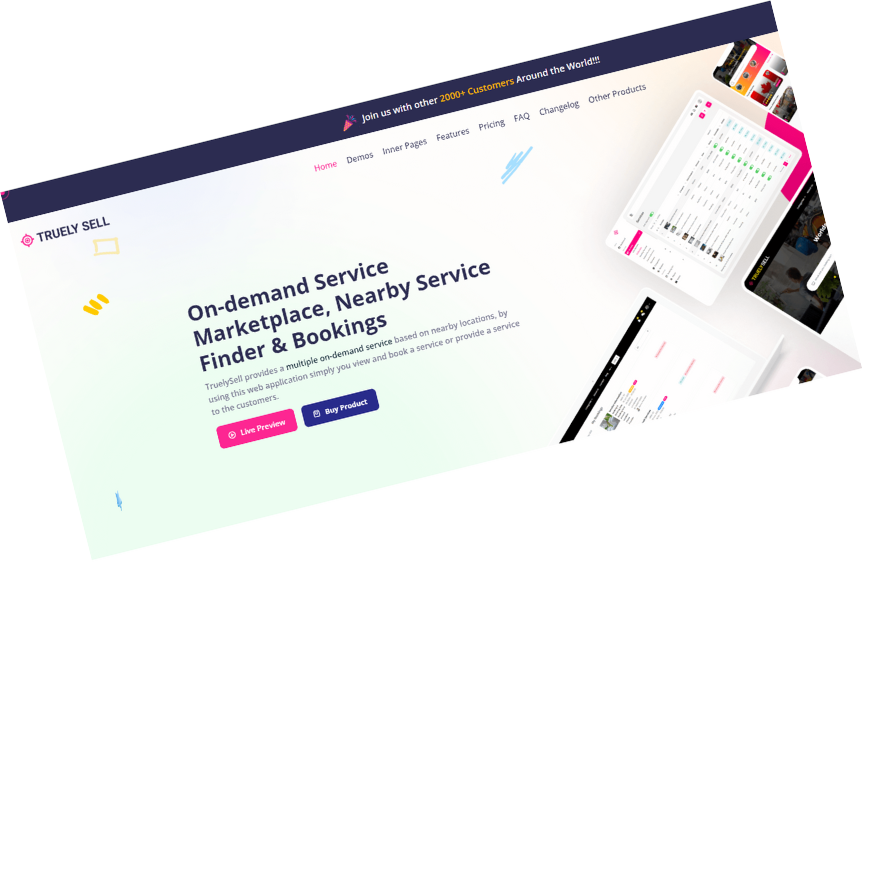 Join us with other 2000+ Customers Around the World!!!
TRUELY SELL
Home Demos Inner Pages Features Pricing FAQ Changelog Other Products
On-demand Service
Marketplace, Nearby Service
Finder & Bookings
TruelySell provides a multiple on-demand service based on nearby locations, by
using this web application simply you view and book a service or provide a service
to the customers.
Live Preview
Buy Product
TRUELYSELL